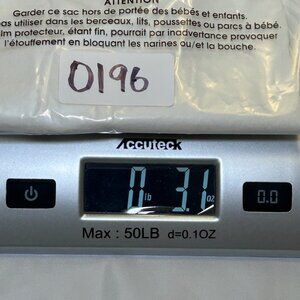 ATTENTION
Garder ce sac hors de portée des bébés et enfants.
pas utiliser dans les berceaux, lits, poussettes ou parcs à bébé.
ilm protecteur, étant fin, pourrait par inadvertance provoquer
l'étouffement en bloquant les narines ou/et la bouche.
0196
Accuteck
0 lb 3.1 oz
0.0
Max : 50LB d=0.1OZ